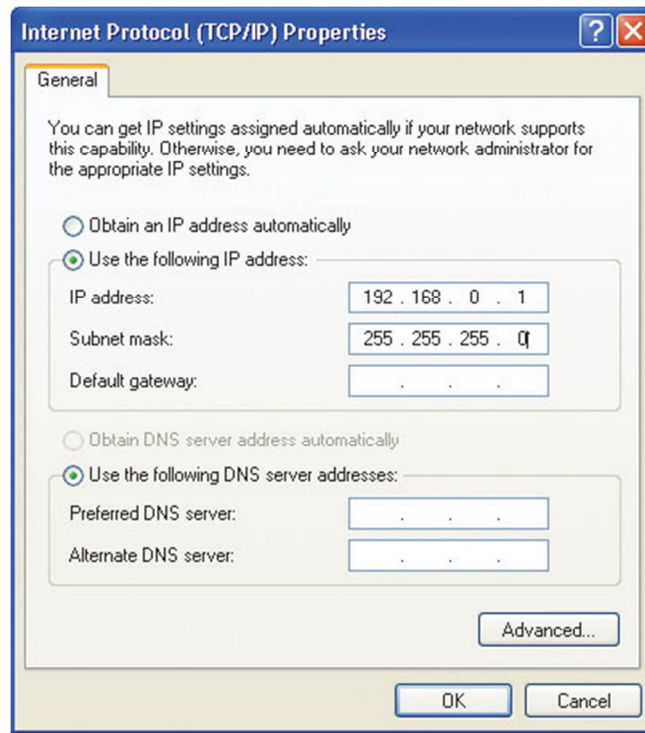 Internet Protocol (TCP/IP) Properties
General
You can get IP settings assigned automatically if your network supports
this capability. Otherwise, you need to ask your network administrator for
the appropriate IP settings.
Obtain an IP address automatically
Use the following IP address:
IP address: 192 . 168 . 0 . 1
Subnet mask: 255 . 255 . 255 . 0
Default gateway: . . .
Obtain DNS server address automatically
Use the following DNS server addresses:
Preferred DNS server: . . .
Alternate DNS server: . . .
Advanced...
OK Cancel